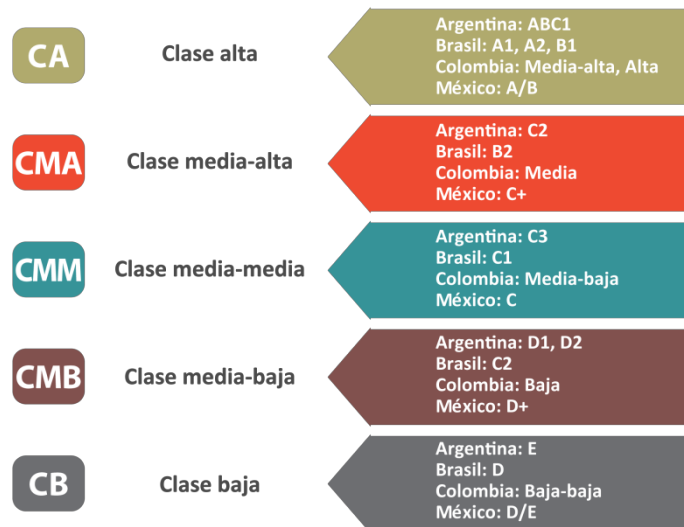 CA
Clase alta
Argentina: ABC1
Brasil: A1, A2, B1
Colombia: Media-alta, Alta
México: A/B
CMA
Clase media-alta
Argentina: C2
Brasil: B2
Colombia: Media
México: C+
CMM
Clase media-media
Argentina: C3
Brasil: C1
Colombia: Media-baja
México: C
CMB
Clase media-baja
Argentina: D1, D2
Brasil: C2
Colombia: Baja
México: D+
CB
Clase baja
Argentina: E
Brasil: D
Colombia: Baja-baja
México: D/E